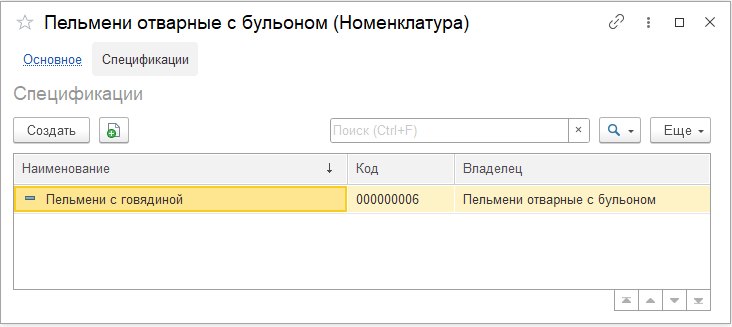 Пельмени отварные с бульоном (Номенклатура)
Основное Спецификации
Спецификации
Создать Поиск (Ctrl+F) × Еще
Наименование ↓ Код Владелец
Пельмени с говядиной 000000006 Пельмени отварные с бульоном